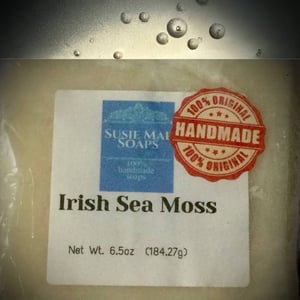 100% ORIGINAL
HANDMADE
100% ORIGINAL
SUSIE MAE
SOAPS
100%
handmade
soaps
Irish Sea Moss
Net Wt. 6.5oz (184.27g)